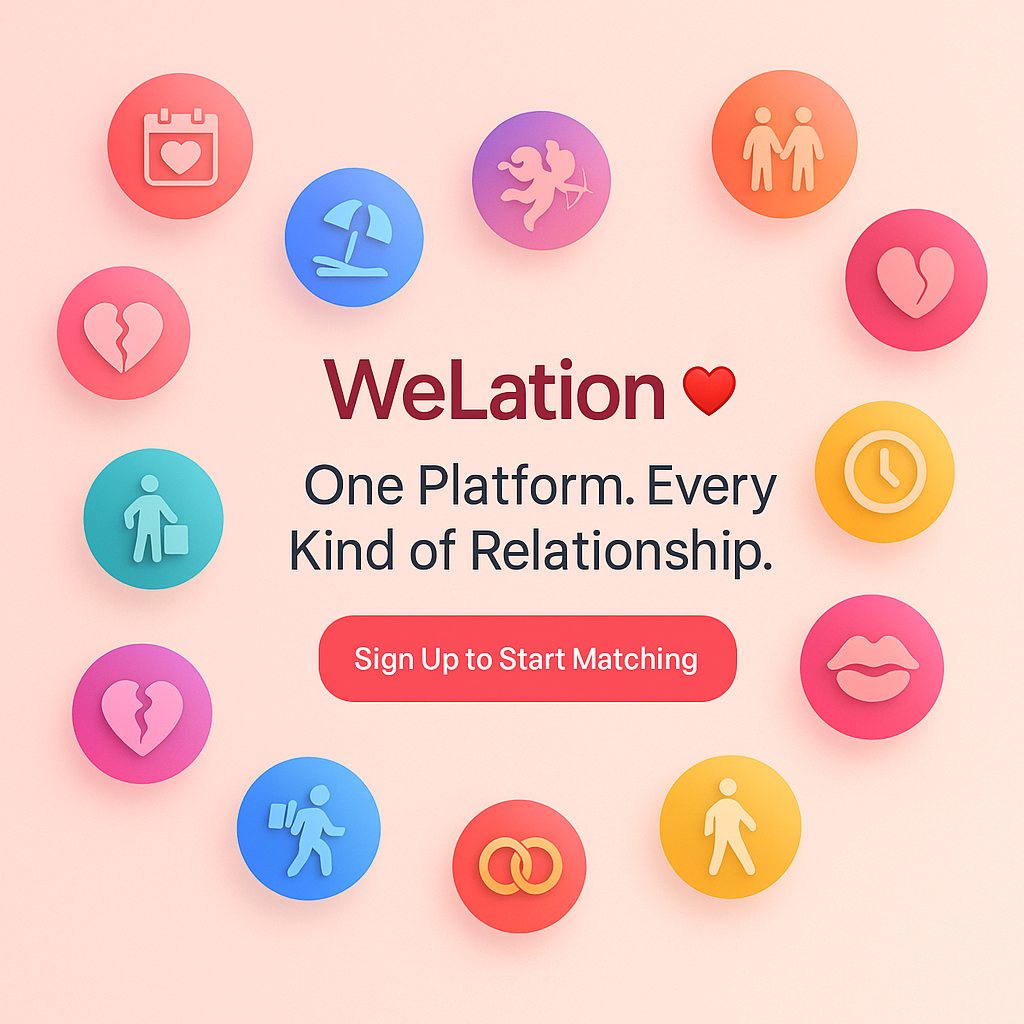 WeLation
One Platform. Every
Kind of Relationship.
Sign Up to Start Matching